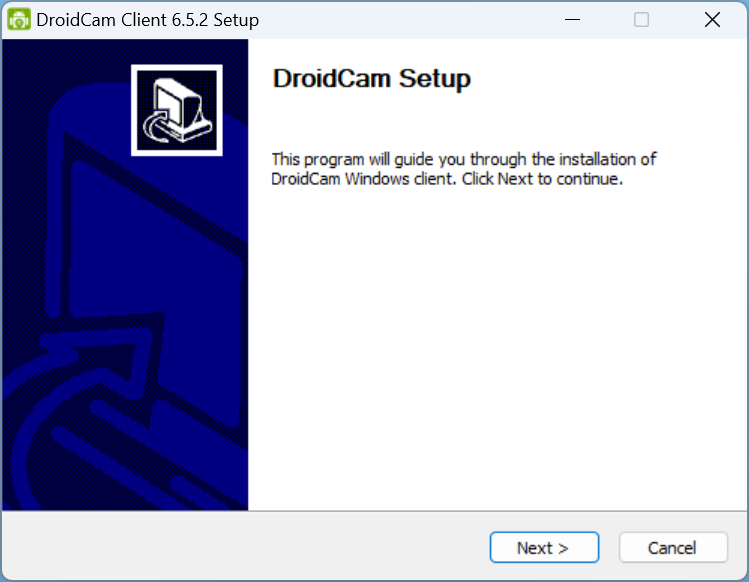 DroidCam Client 6.5.2 Setup
DroidCam Setup
This program will guide you through the installation of
DroidCam Windows client. Click Next to continue.
Next >
Cancel